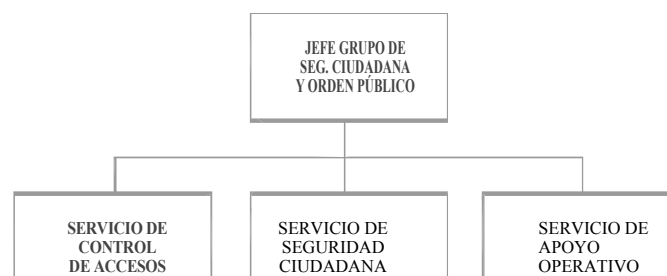 JEFE GRUPO DE
SEG. CIUDADANA
Y ORDEN PÚBLICO
SERVICIO DE
CONTROL
DE ACCESOS
SERVICIO DE
SEGURIDAD
CIUDADANA
SERVICIO DE
APOYO
OPERATIVO